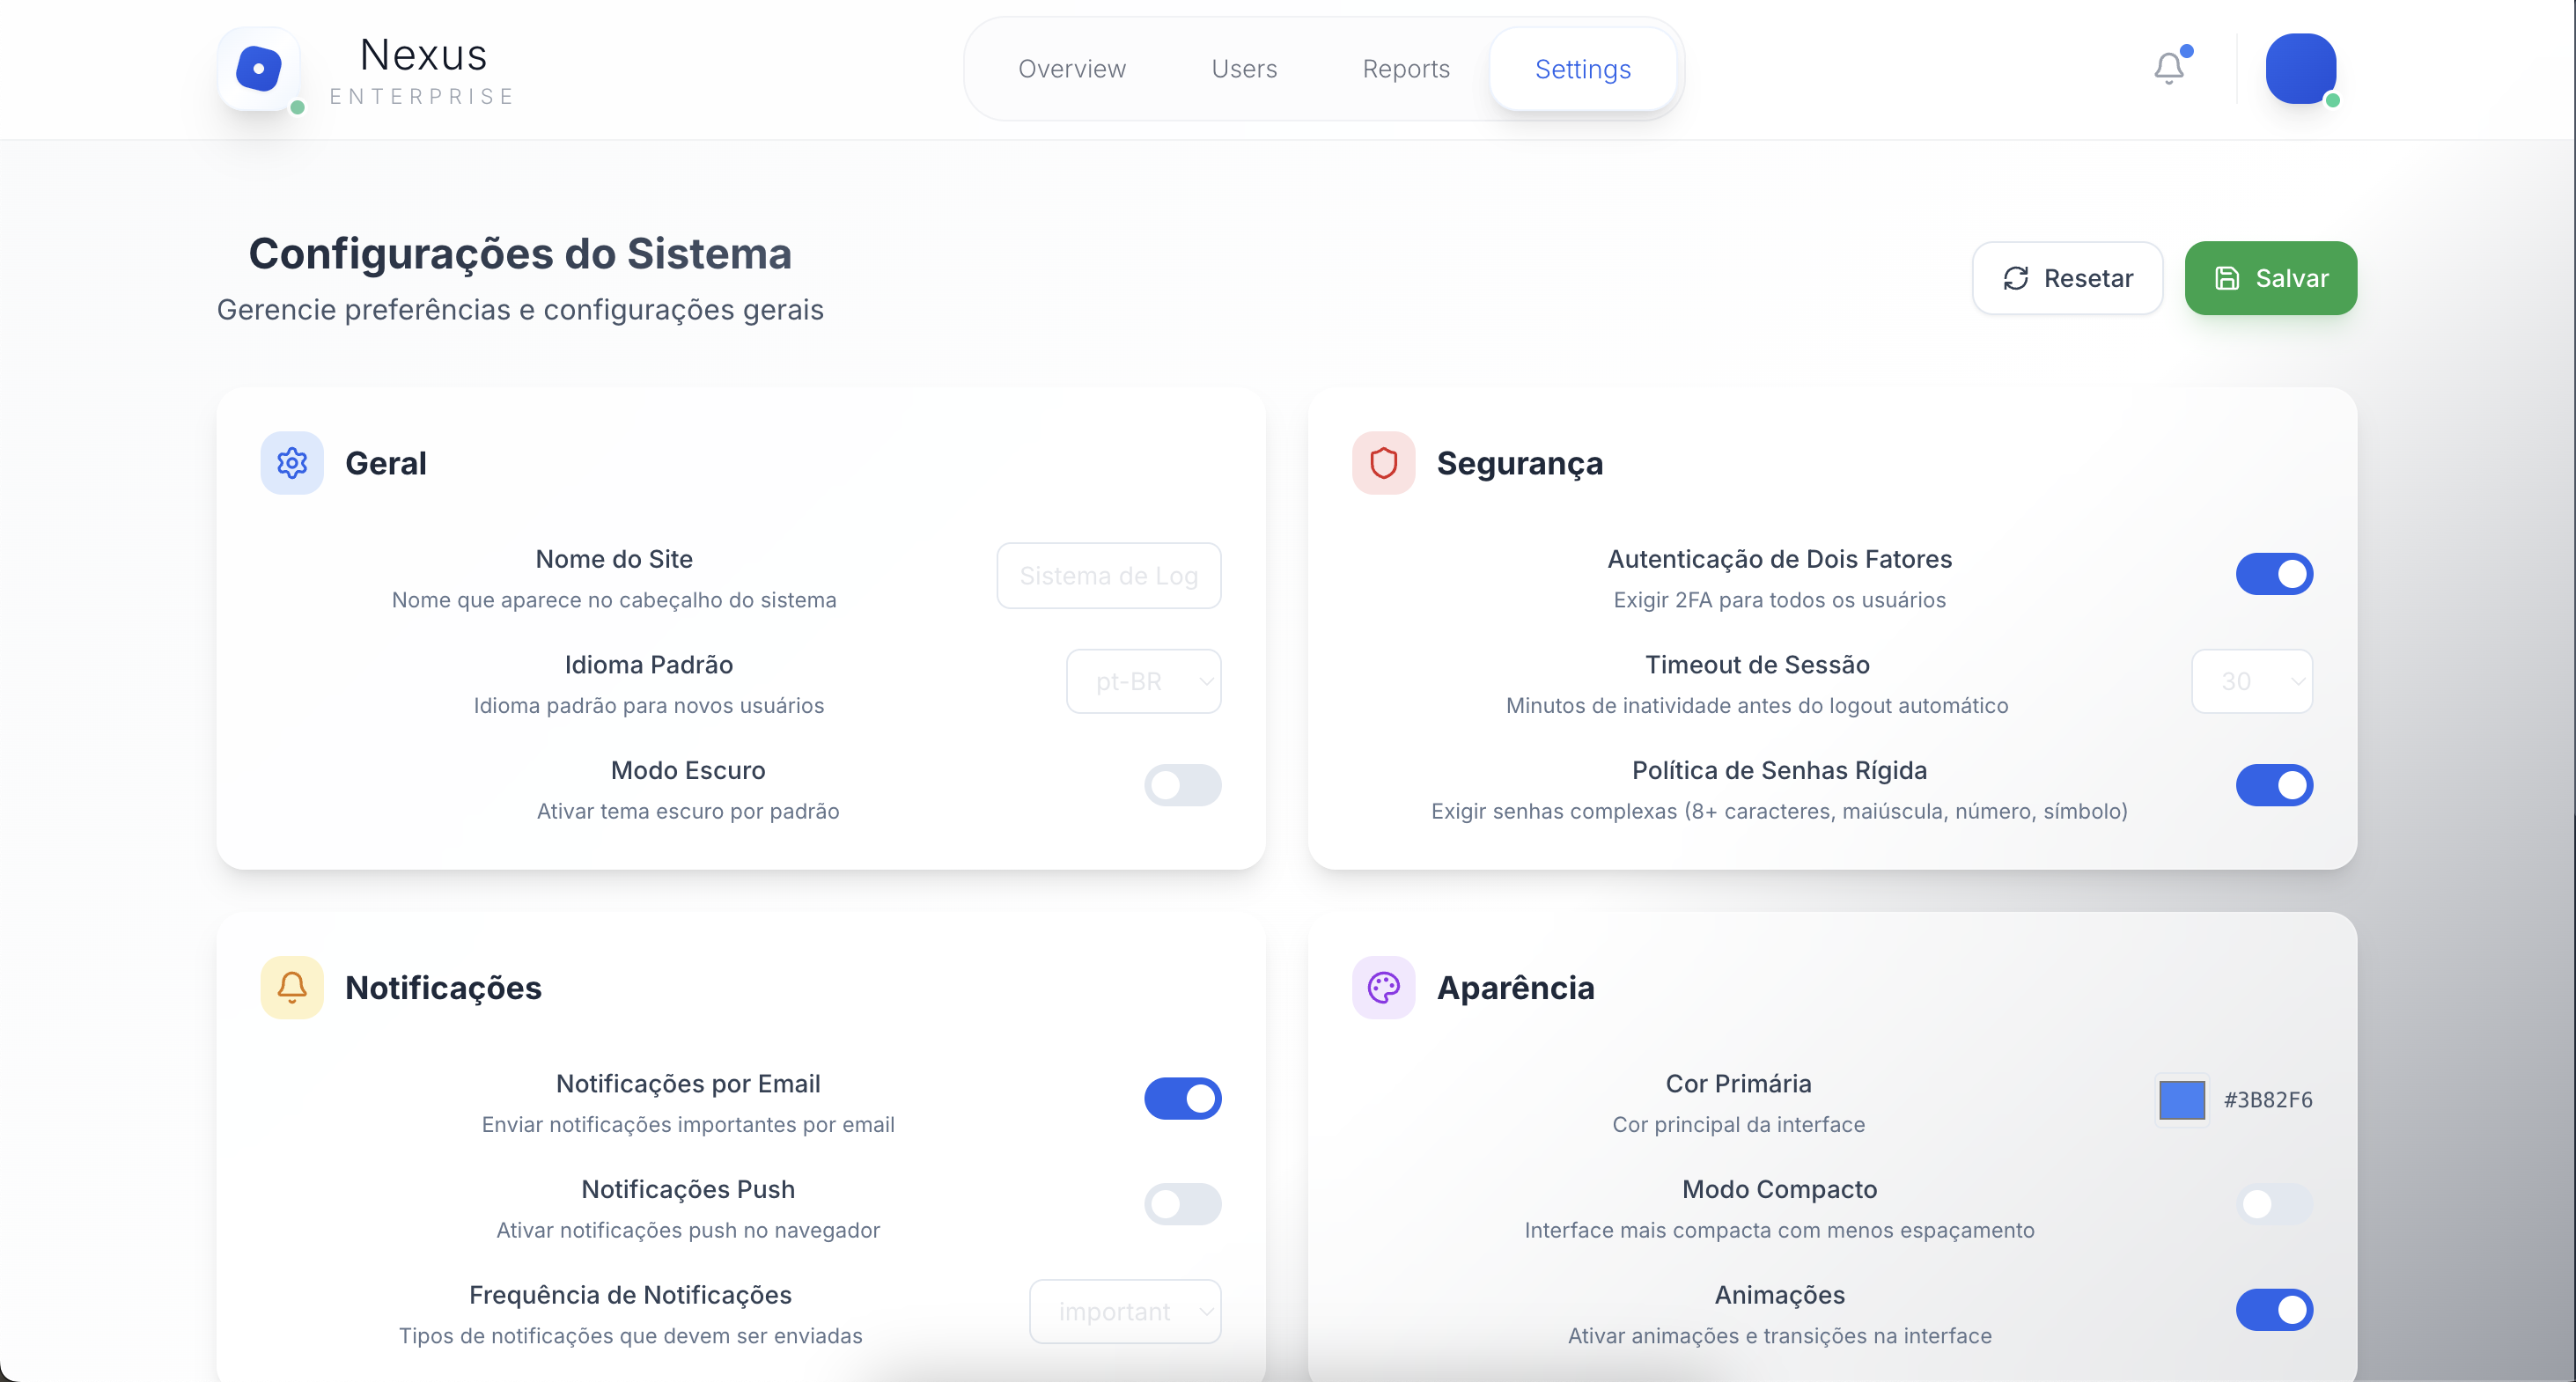 Nexus
ENTERPRISE
Overview
Users
Reports
Settings
Configurações do Sistema
Gerencie preferências e configurações gerais
Resetar
Salvar
Geral
Nome do Site
Nome que aparece no cabeçalho do sistema
Sistema de Log
Idioma Padrão
Idioma padrão para novos usuários
pt-BR
Modo Escuro
Ativar tema escuro por padrão
Segurança
Autenticação de Dois Fatores
Exigir 2FA para todos os usuários
Timeout de Sessão
Minutos de inatividade antes do logout automático
30
Política de Senhas Rígida
Exigir senhas complexas (8+ caracteres, maiúscula, número, símbolo)
Notificações
Notificações por Email
Enviar notificações importantes por email
Notificações Push
Ativar notificações push no navegador
Frequência de Notificações
Tipos de notificações que devem ser enviadas
important
Aparência
Cor Primária
Cor principal da interface
#3B82F6
Modo Compacto
Interface mais compacta com menos espaçamento
Animações
Ativar animações e transições na interface